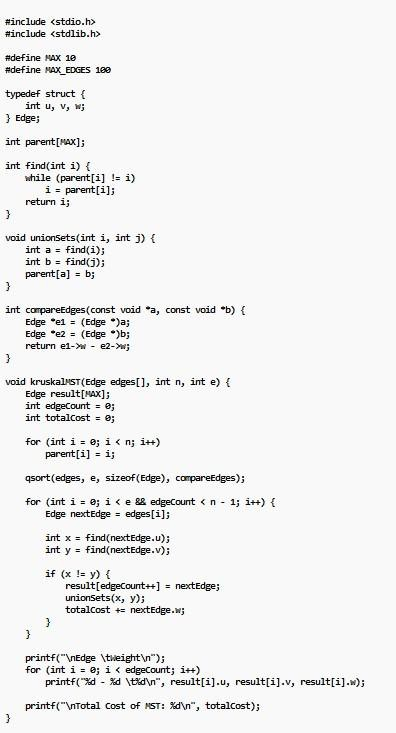 #include <stdio.h>
#include <stdlib.h>

#define MAX 10
#define MAX_EDGES 100

typedef struct {
    int u, v, w;
} Edge;

int parent[MAX];

int find(int i) {
    while (parent[i] != i)
        i = parent[i];
    return i;
}

void unionSets(int i, int j) {
    int a = find(i);
    int b = find(j);
    parent[a] = b;
}

int compareEdges(const void *a, const void *b) {
    Edge *e1 = (Edge *)a;
    Edge *e2 = (Edge *)b;
    return e1->w - e2->w;
}

void kruskalMST(Edge edges[], int n, int e) {
    Edge result[MAX];
    int edgeCount = 0;
    int totalCost = 0;

    for (int i = 0; i < n; i++)
        parent[i] = i;

    qsort(edges, e, sizeof(Edge), compareEdges);

    for (int i = 0; i < e && edgeCount < n - 1; i++) {
        Edge nextEdge = edges[i];

        int x = find(nextEdge.u);
        int y = find(nextEdge.v);

        if (x != y) {
            result[edgeCount++] = nextEdge;
            unionSets(x, y);
            totalCost += nextEdge.w;
        }
    }

    printf("\nEdge \tWeight\n");
    for (int i = 0; i < edgeCount; i++)
        printf("%d - %d \t%d\n", result[i].u, result[i].v, result[i].w);

    printf("\nTotal Cost of MST: %d\n", totalCost);
}